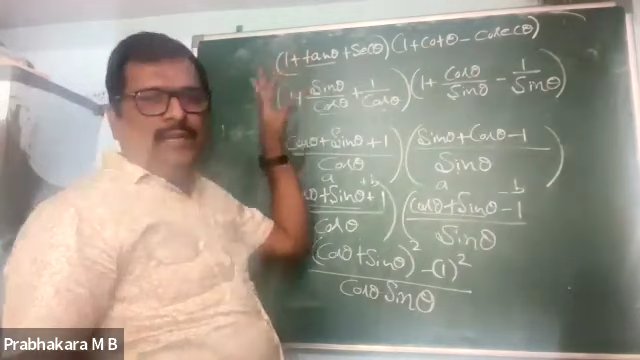 (1+tanθ+secθ)(1+cotθ-cosecθ)
(1+Sinθ/Cosθ+1/Cosθ)(1+Cosθ/Sinθ-1/Sinθ)
(Cosθ+Sinθ+1/Cosθ)(Sinθ+Cosθ-1/Sinθ)
a +b a -b
(Cosθ+Sinθ+1/Cosθ)(Cosθ+Sinθ-1/Sinθ)
(Cosθ+Sinθ)²-(1)²/CosθSinθ
Prabhakara M B